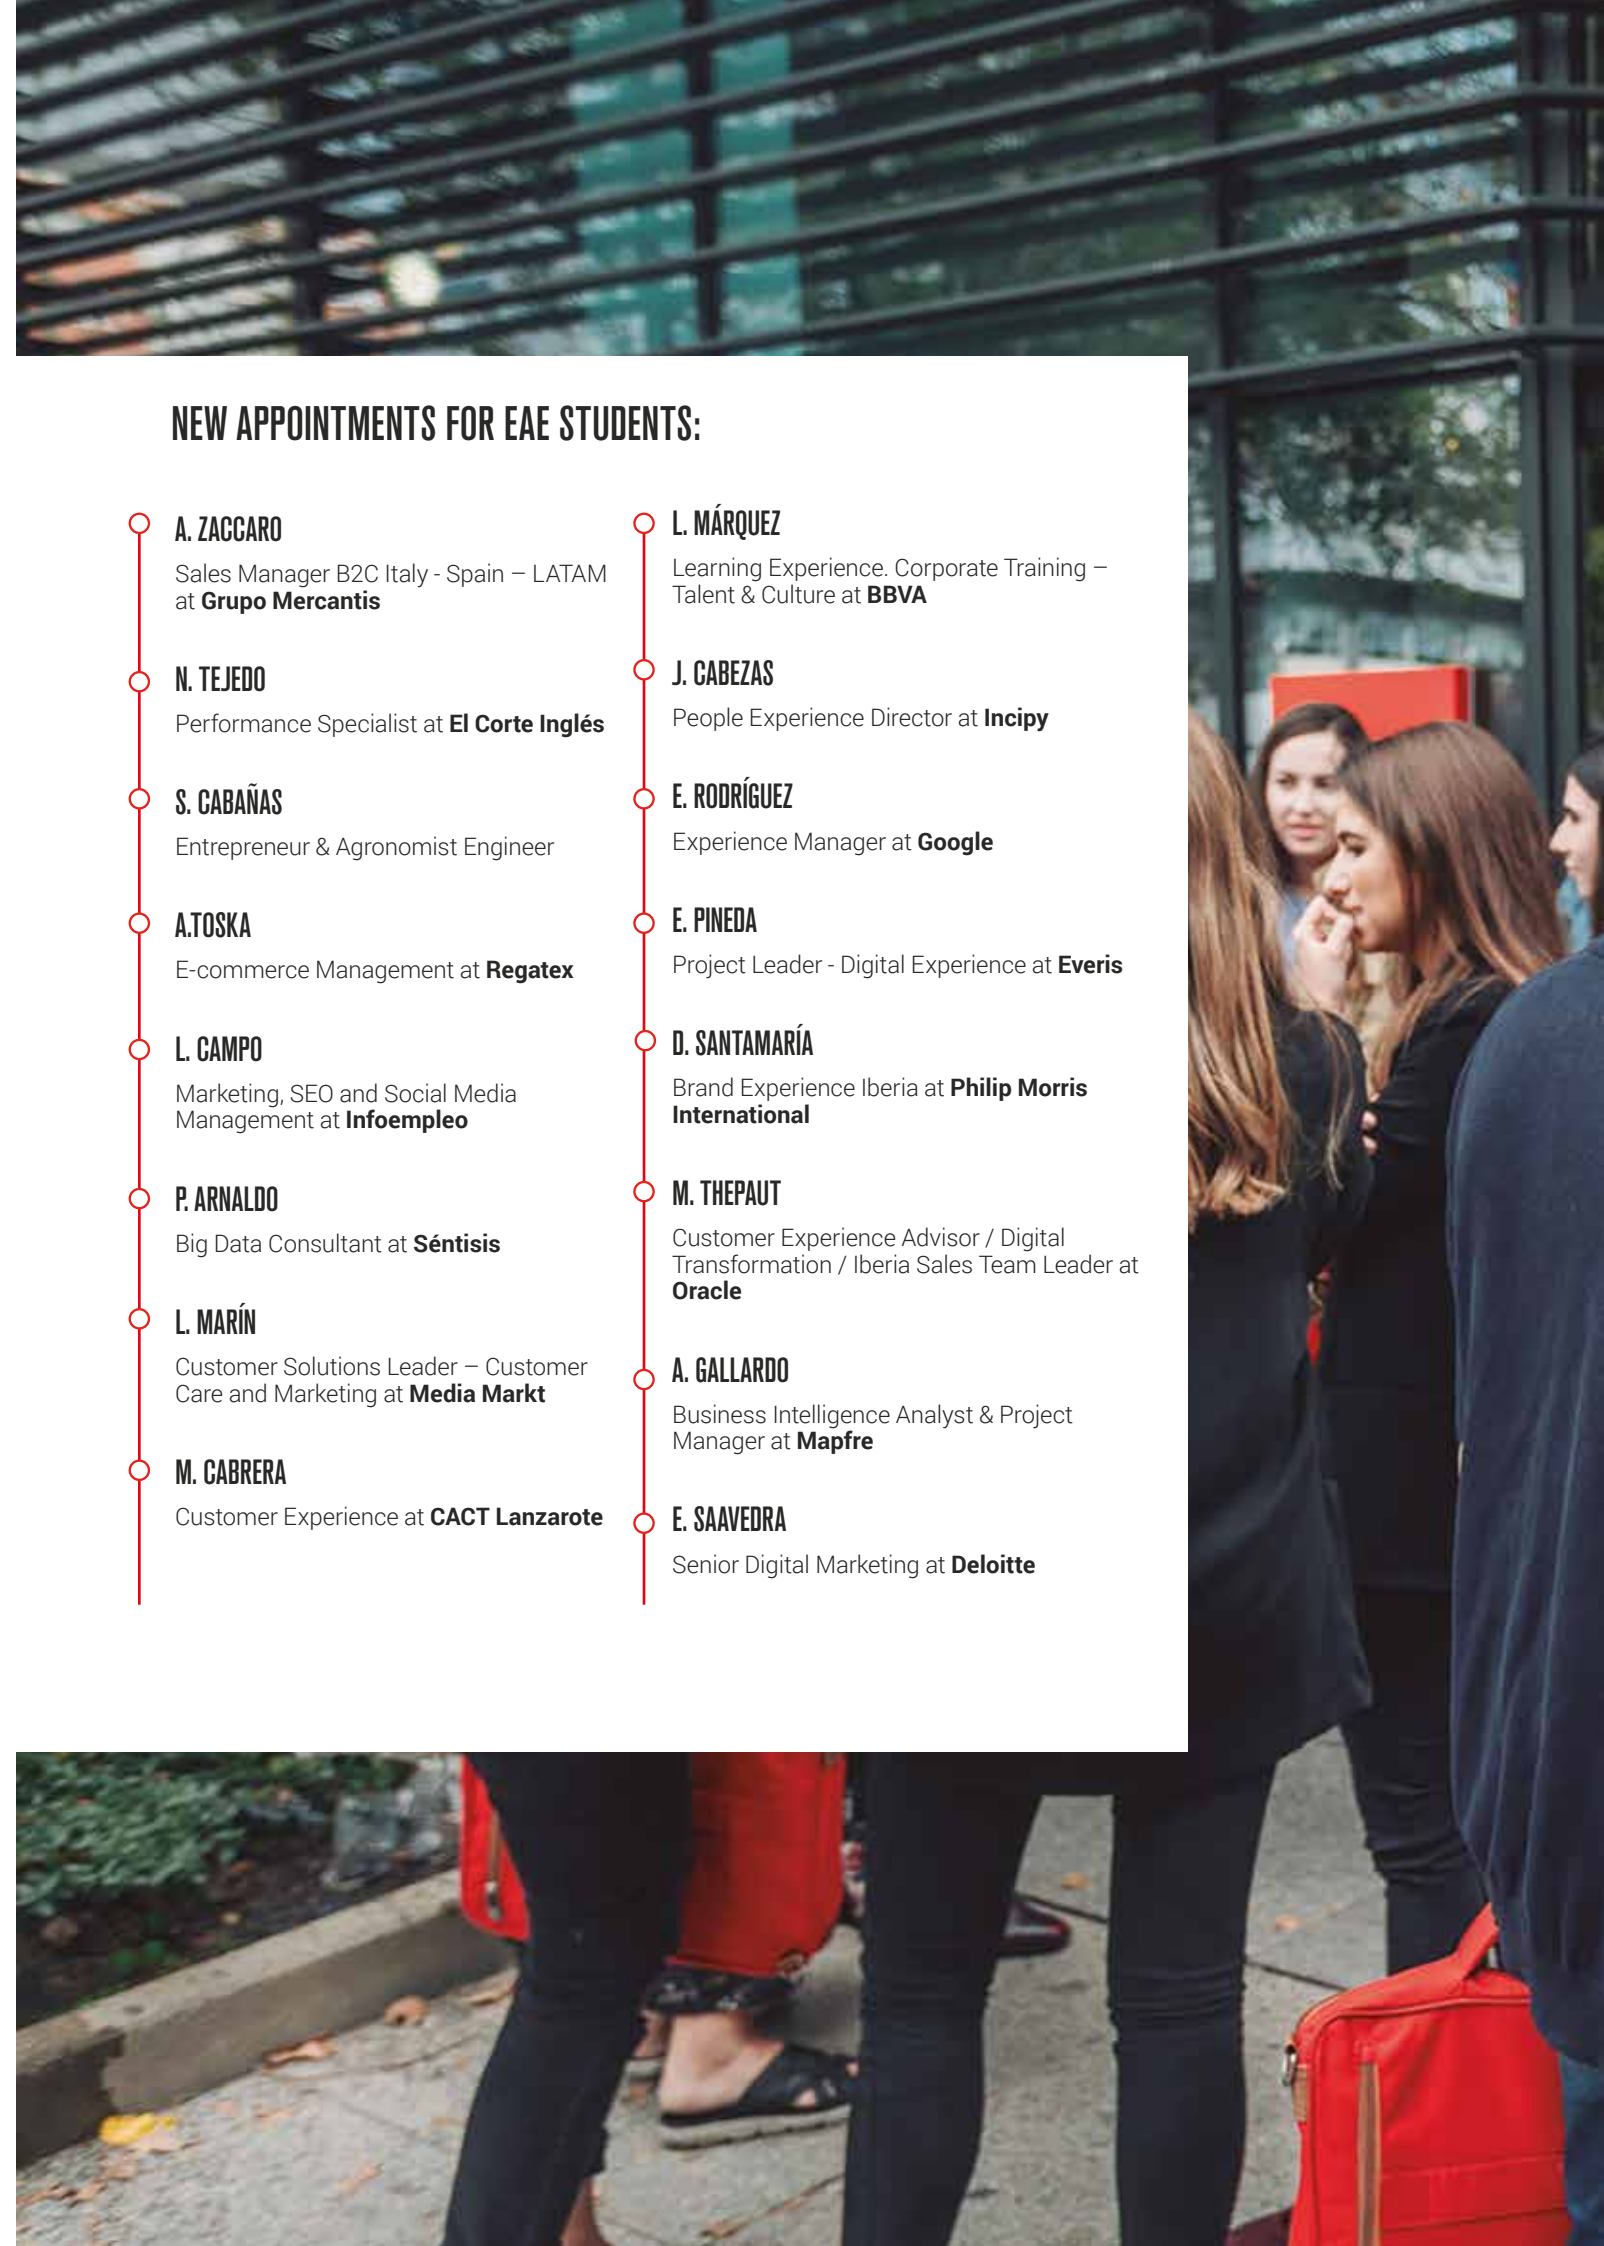 NEW APPOINTMENTS FOR EAE STUDENTS:
A. ZACCARO
Sales Manager B2C Italy - Spain – LATAM
at Grupo Mercantis
N. TEJEDO
Performance Specialist at El Corte Inglés
S. CABAÑAS
Entrepreneur & Agronomist Engineer
A.TOSKA
E-commerce Management at Regatex
L. CAMPO
Marketing, SEO and Social Media
Management at Infoempleo
P. ARNALDO
Big Data Consultant at Séntisis
L. MARÍN
Customer Solutions Leader – Customer
Care and Marketing at Media Markt
M. CABRERA
Customer Experience at CACT Lanzarote
L. MÁRQUEZ
Learning Experience. Corporate Training –
Talent & Culture at BBVA
J. CABEZAS
People Experience Director at Incipy
E. RODRÍGUEZ
Experience Manager at Google
E. PINEDA
Project Leader - Digital Experience at Everis
D. SANTAMARÍA
Brand Experience Iberia at Philip Morris
International
M. THEPAUT
Customer Experience Advisor / Digital
Transformation / Iberia Sales Team Leader at
Oracle
A. GALLARDO
Business Intelligence Analyst & Project
Manager at Mapfre
E. SAAVEDRA
Senior Digital Marketing at Deloitte